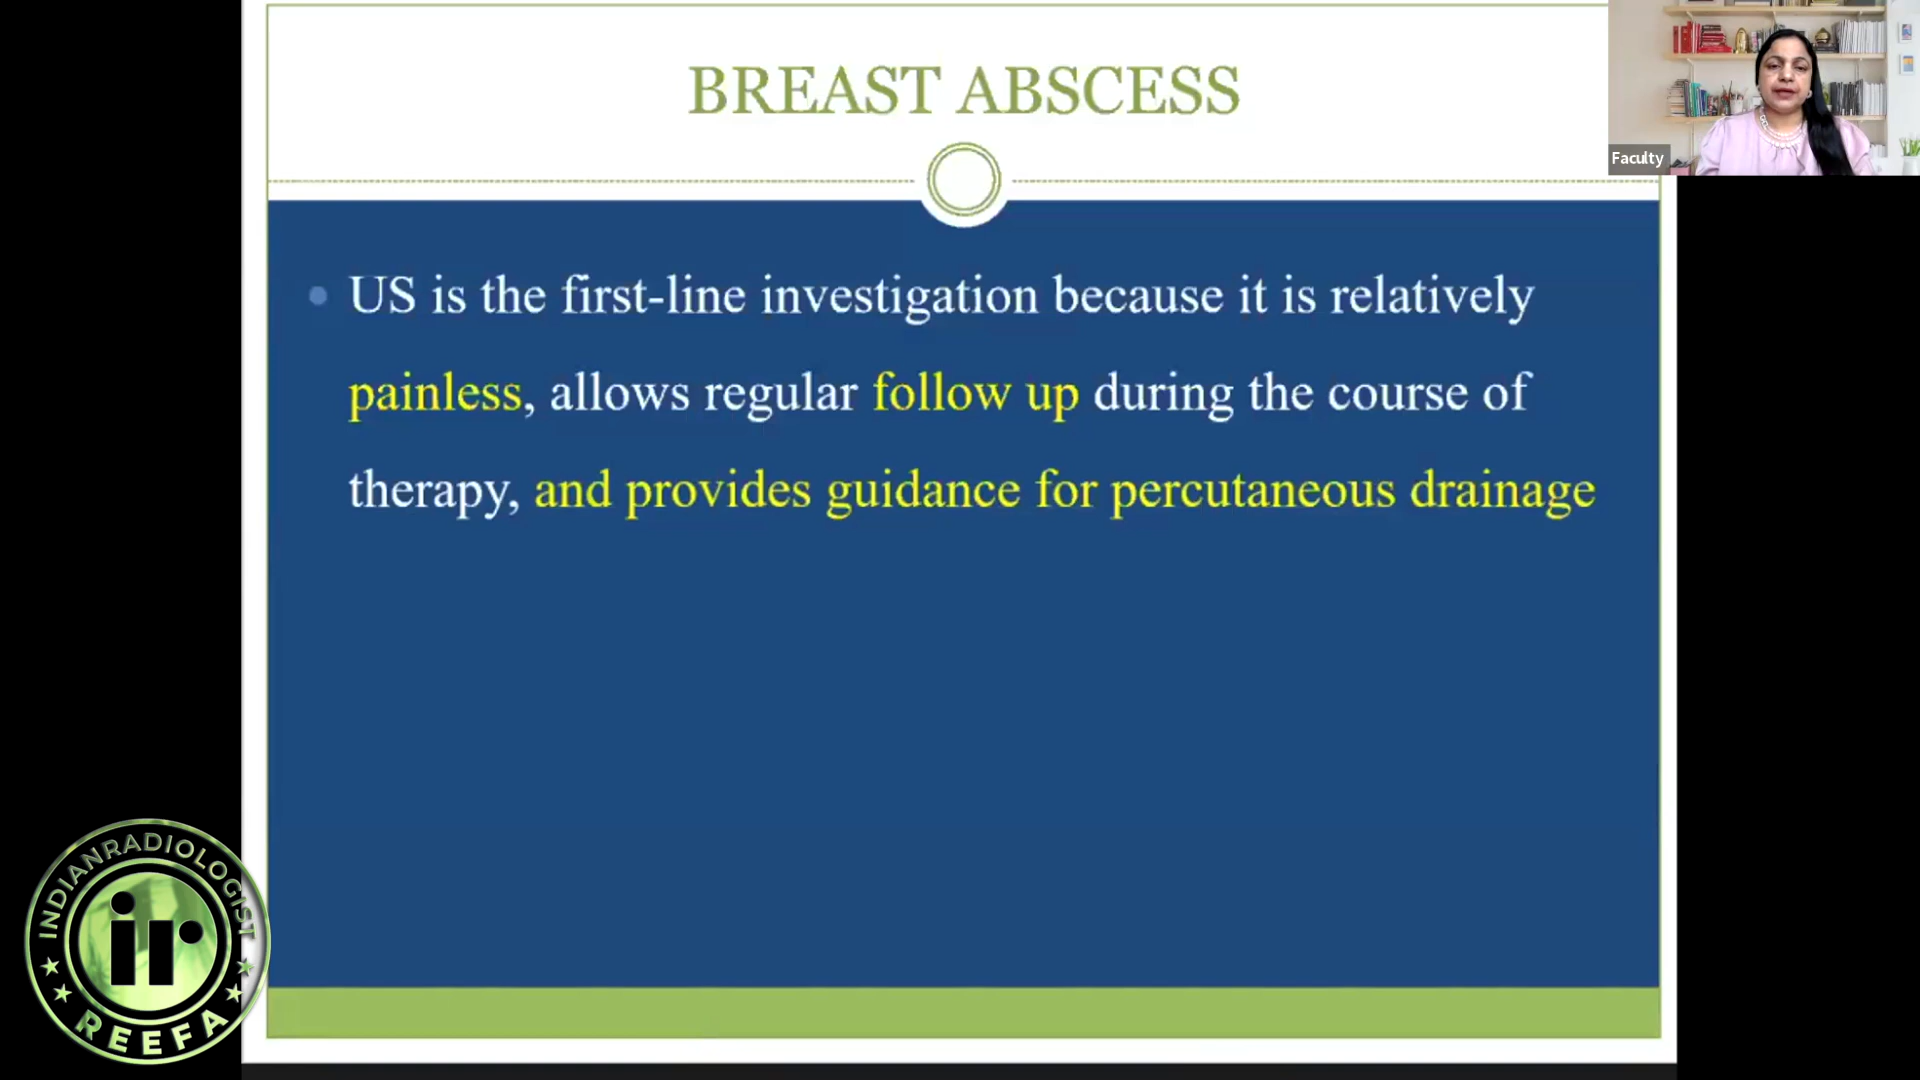 BREAST ABSCESS
Faculty
US is the first-line investigation because it is relatively
painless, allows regular follow up during the course of
therapy, and provides guidance for percutaneous drainage
INDIANRADIOLOGIST
ir
REEFA